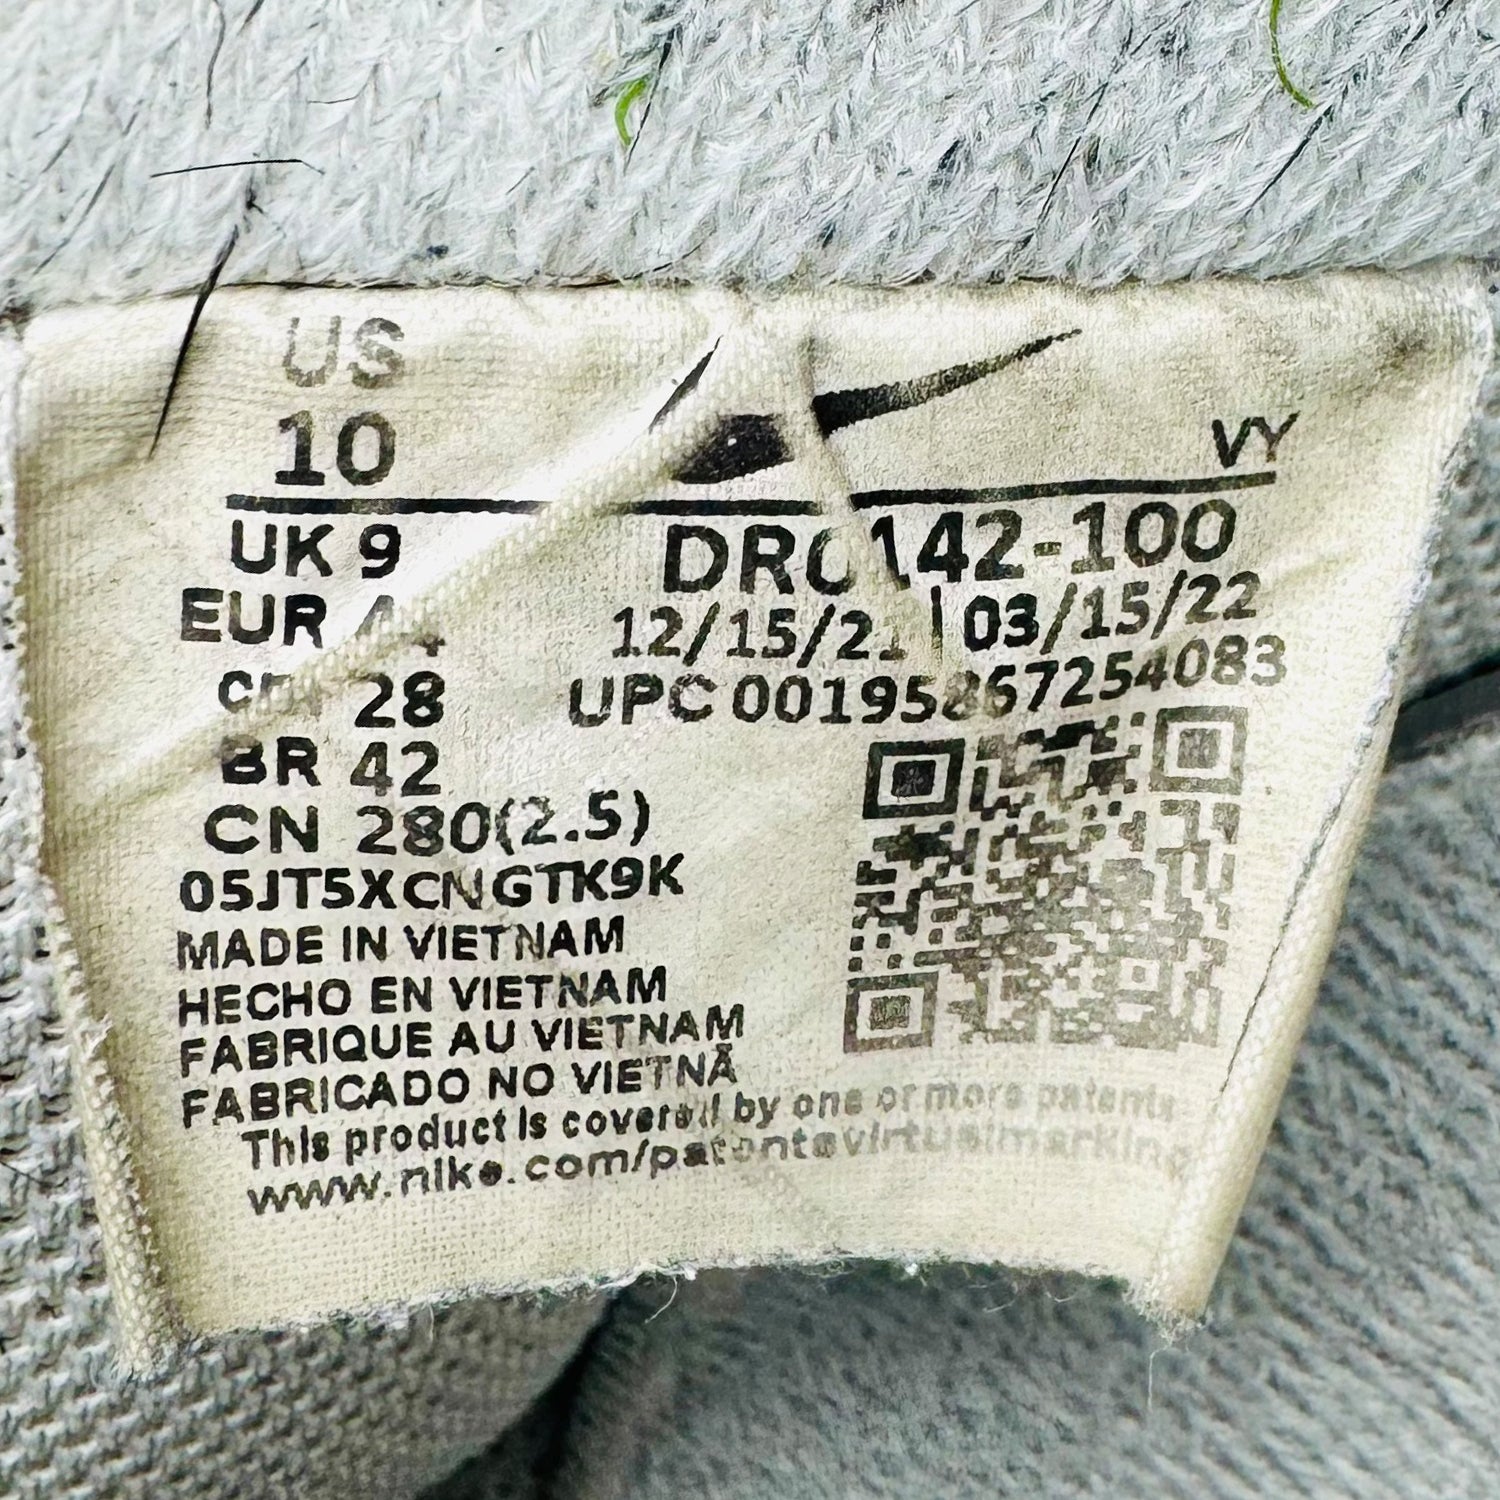 US
10
VY
UK 9
EUR 44
28
BR 42
CN 280(2.5)
DR0142-100
12/15/21 | 03/15/22
UPC 00195867254083
05JT5XCNGTK9K
MADE IN VIETNAM
HECHO EN VIETNAM
FABRIQUE AU VIETNAM
FABRICADO NO VIETNÃ
This product is covered by one or more patents
www.nike.com/patentsvirtualmarking